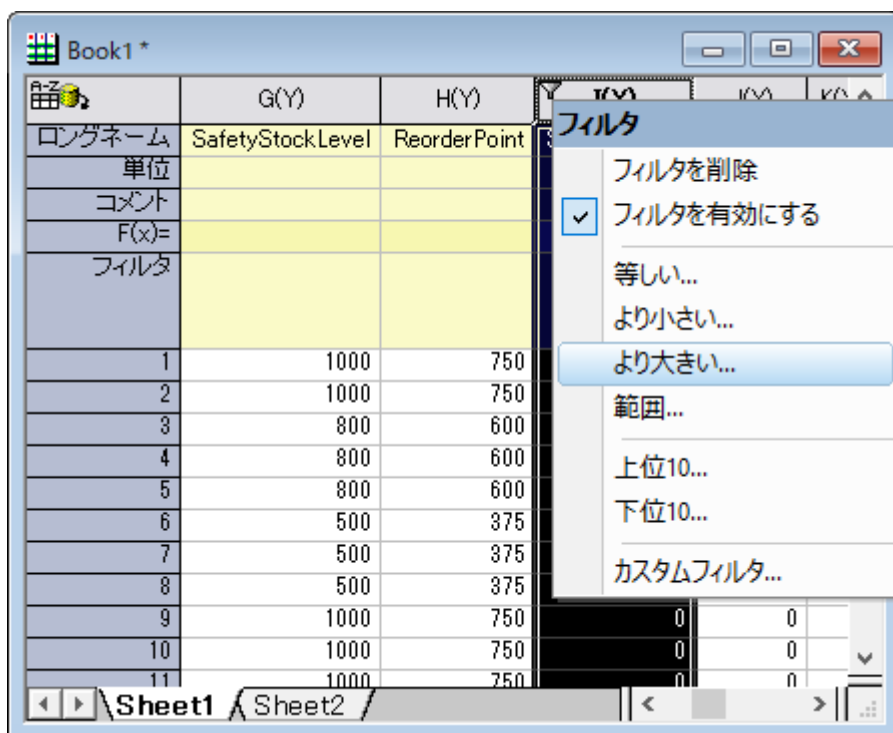 Book1 *
G(Y) H(Y) I(Y) J(Y)
ロングネーム SafetyStockLevel ReorderPoint
単位
コメント
F(x)=
フィルタ
1 1000 750
2 1000 750
3 800 600
4 800 600
5 800 600
6 500 375
7 500 375
8 500 375
9 1000 750 0 0
10 1000 750 0 0
11 1000 750 0 0
Sheet1 Sheet2
フィルタ
フィルタを削除
フィルタを有効にする
等しい...
より小さい...
より大きい...
範囲...
上位10...
下位10...
カスタムフィルタ...